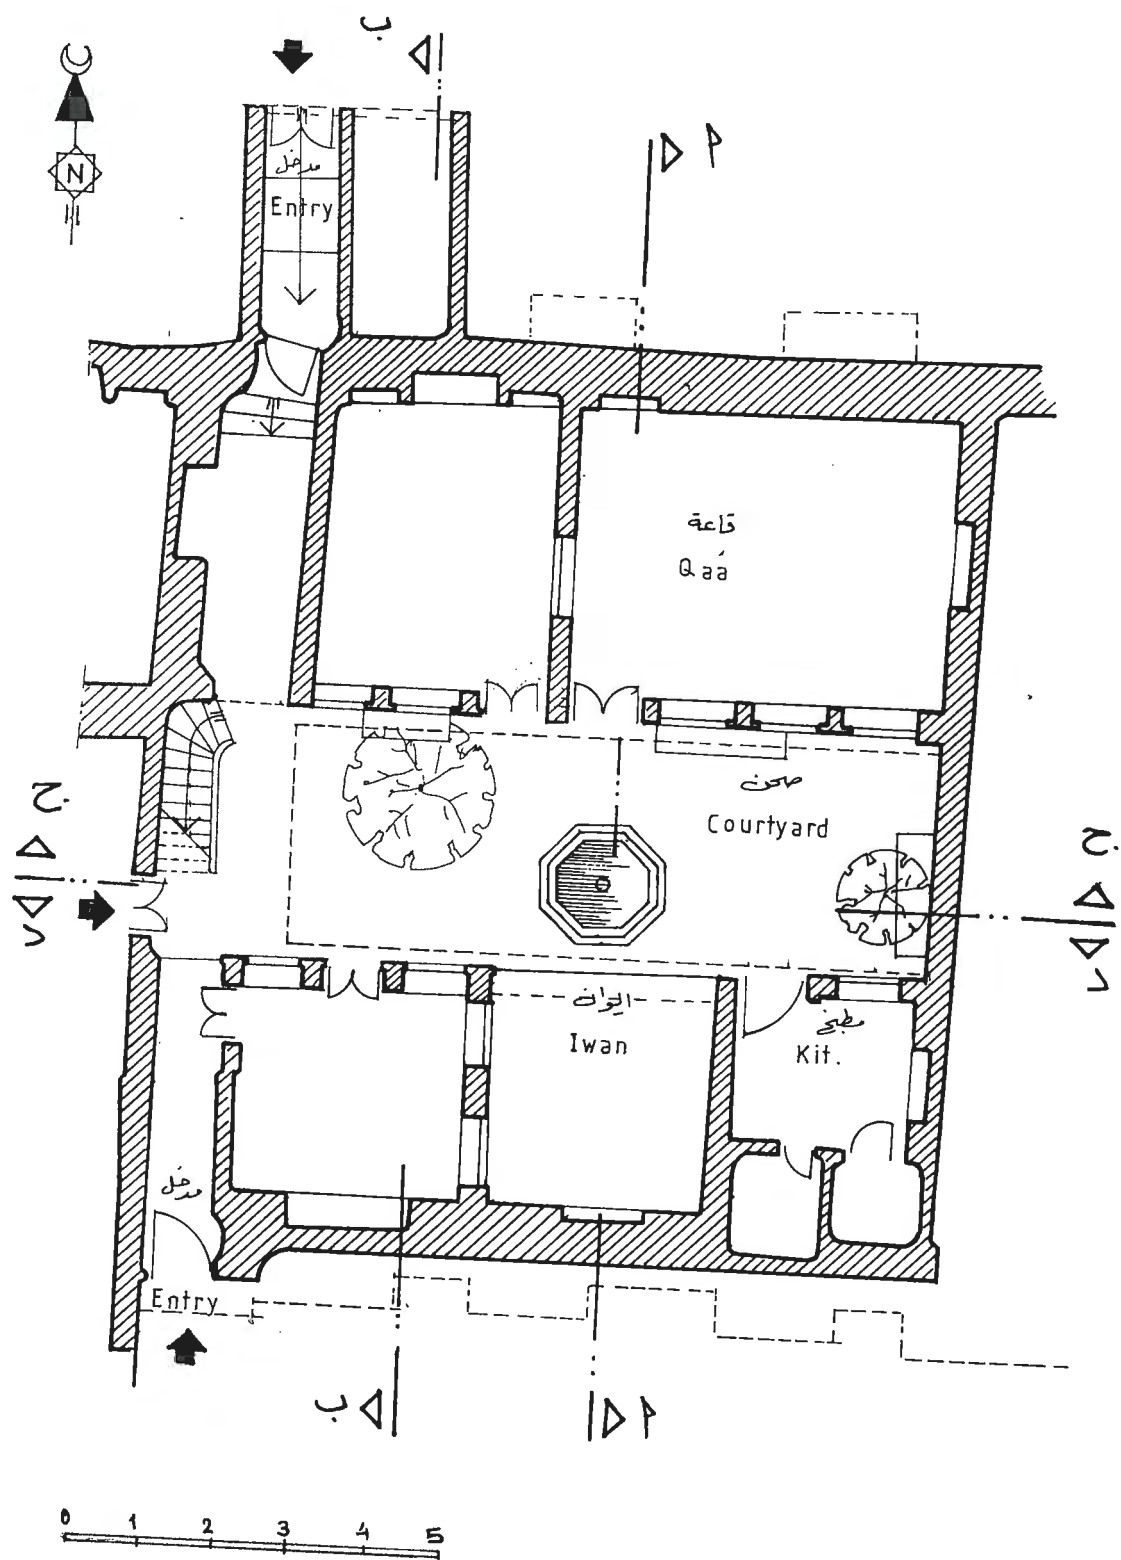 ب
م
N
مدخل
Entry
قاعة
Qaá
صحن
Courtyard
ج
د
ج
د
ايوان
Iwan
مطبخ
Kit.
مدخل
Entry
ب
م
0 1 2 3 4 5